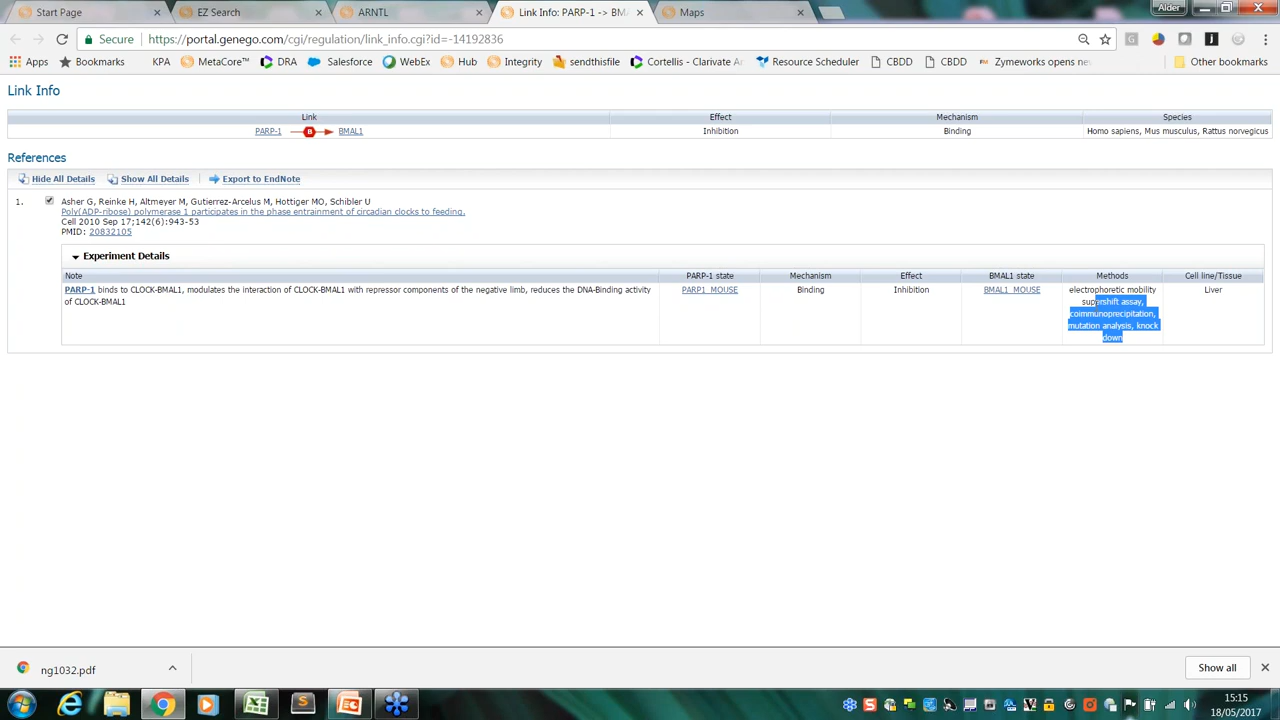 Start Page
EZ Search
ARNTL
Link Info: PARP-1 -> BMA
Maps
Alder
Secure
https://portal.genego.com/cgi/regulation/link_info.cgi?id=-14192836
Apps
Bookmarks
KPA
MetaCore™
DRA
Salesforce
WebEx
Hub
Integrity
sendthisfile
Cortellis - Clarivate An
Resource Scheduler
CBDD
CBDD
Zymeworks opens new
Other bookmarks
Link Info
Link Effect Mechanism Species
PARP-1 B BMAL1 Inhibition Binding Homo sapiens, Mus musculus, Rattus norvegicus
References
Hide All Details Show All Details Export to EndNote
1. Asher G, Reinke H, Altmeyer M, Gutierrez-Arcelus M, Hottiger MO, Schibler U
Poly(ADP-ribose) polymerase 1 participates in the phase entrainment of circadian clocks to feeding.
Cell 2010 Sep 17;142(6):943-53
PMID: 20832105
Experiment Details
Note PARP-1 state Mechanism Effect BMAL1 state Methods Cell line/Tissue
PARP-1 binds to CLOCK-BMAL1, modulates the interaction of CLOCK-BMAL1 with repressor components of the negative limb, reduces the DNA-Binding activity
of CLOCK-BMAL1
PARP1_MOUSE
Binding
Inhibition
BMAL1_MOUSE
electrophoretic mobility
supershift assay,
coimmunoprecipitation,
mutation analysis, knock
down
Liver
ng1032.pdf
Show all
15:15
18/05/2017